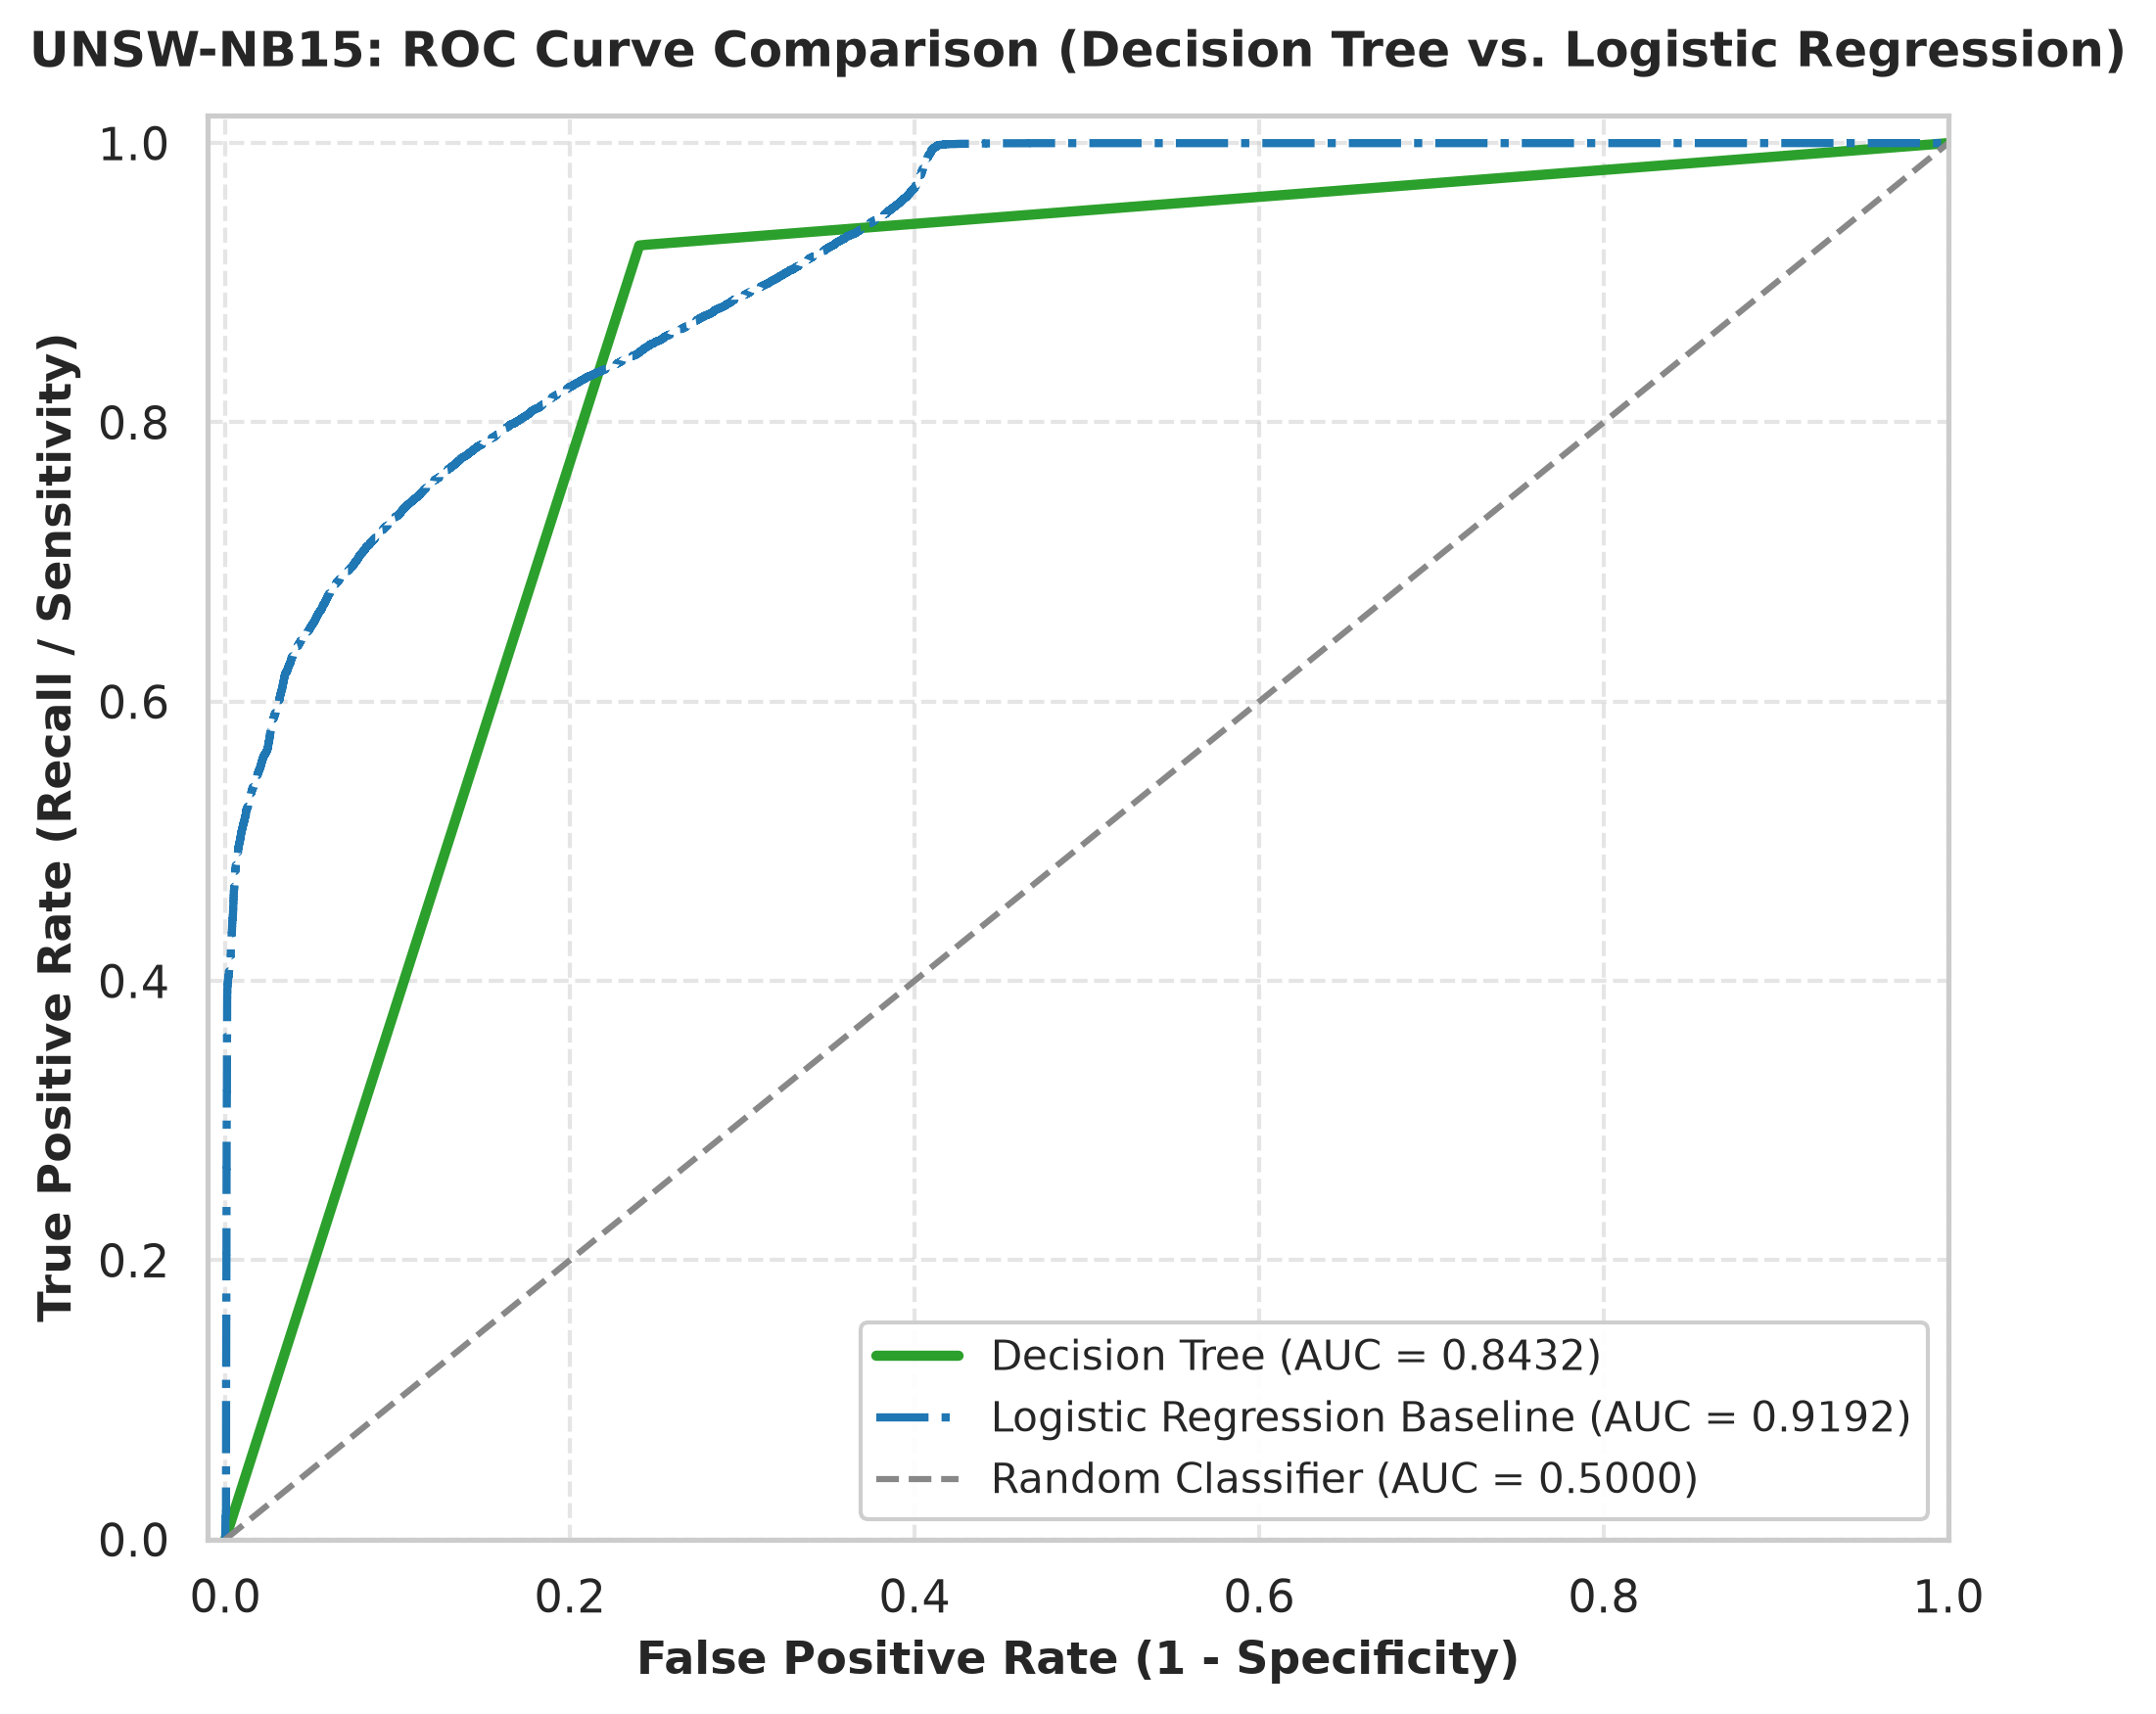 UNSW-NB15: ROC Curve Comparison (Decision Tree vs. Logistic Regression)
True Positive Rate (Recall / Sensitivity)
1.0
0.8
0.6
0.4
0.2
0.0
Decision Tree (AUC = 0.8432)
Logistic Regression Baseline (AUC = 0.9192)
Random Classifier (AUC = 0.5000)
0.0 0.2 0.4 0.6 0.8 1.0
False Positive Rate (1 - Specificity)